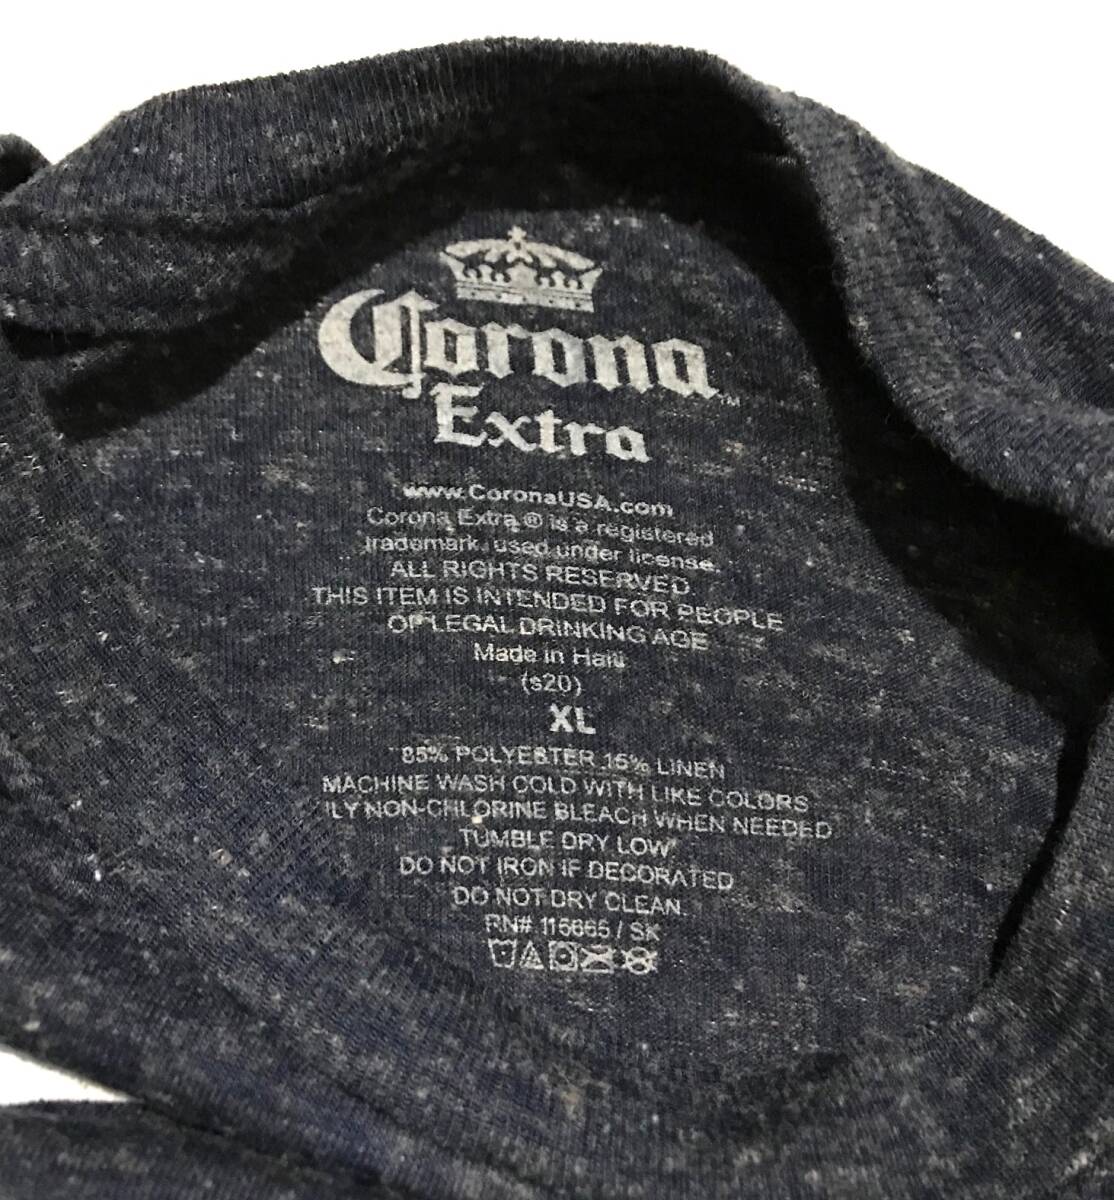 Corona™
Extra
www.CoronaUSA.com
Corona Extra ® is a registered
trademark, used under license.
ALL RIGHTS RESERVED
THIS ITEM IS INTENDED FOR PEOPLE
OF LEGAL DRINKING AGE
Made in Haiti
(s20)
XL
85% POLYESTER 15% LINEN
MACHINE WASH COLD WITH LIKE COLORS
'LY NON-CHLORINE BLEACH WHEN NEEDED
TUMBLE DRY LOW
DO NOT IRON IF DECORATED
DO NOT DRY CLEAN.
RN# 115665 / SK